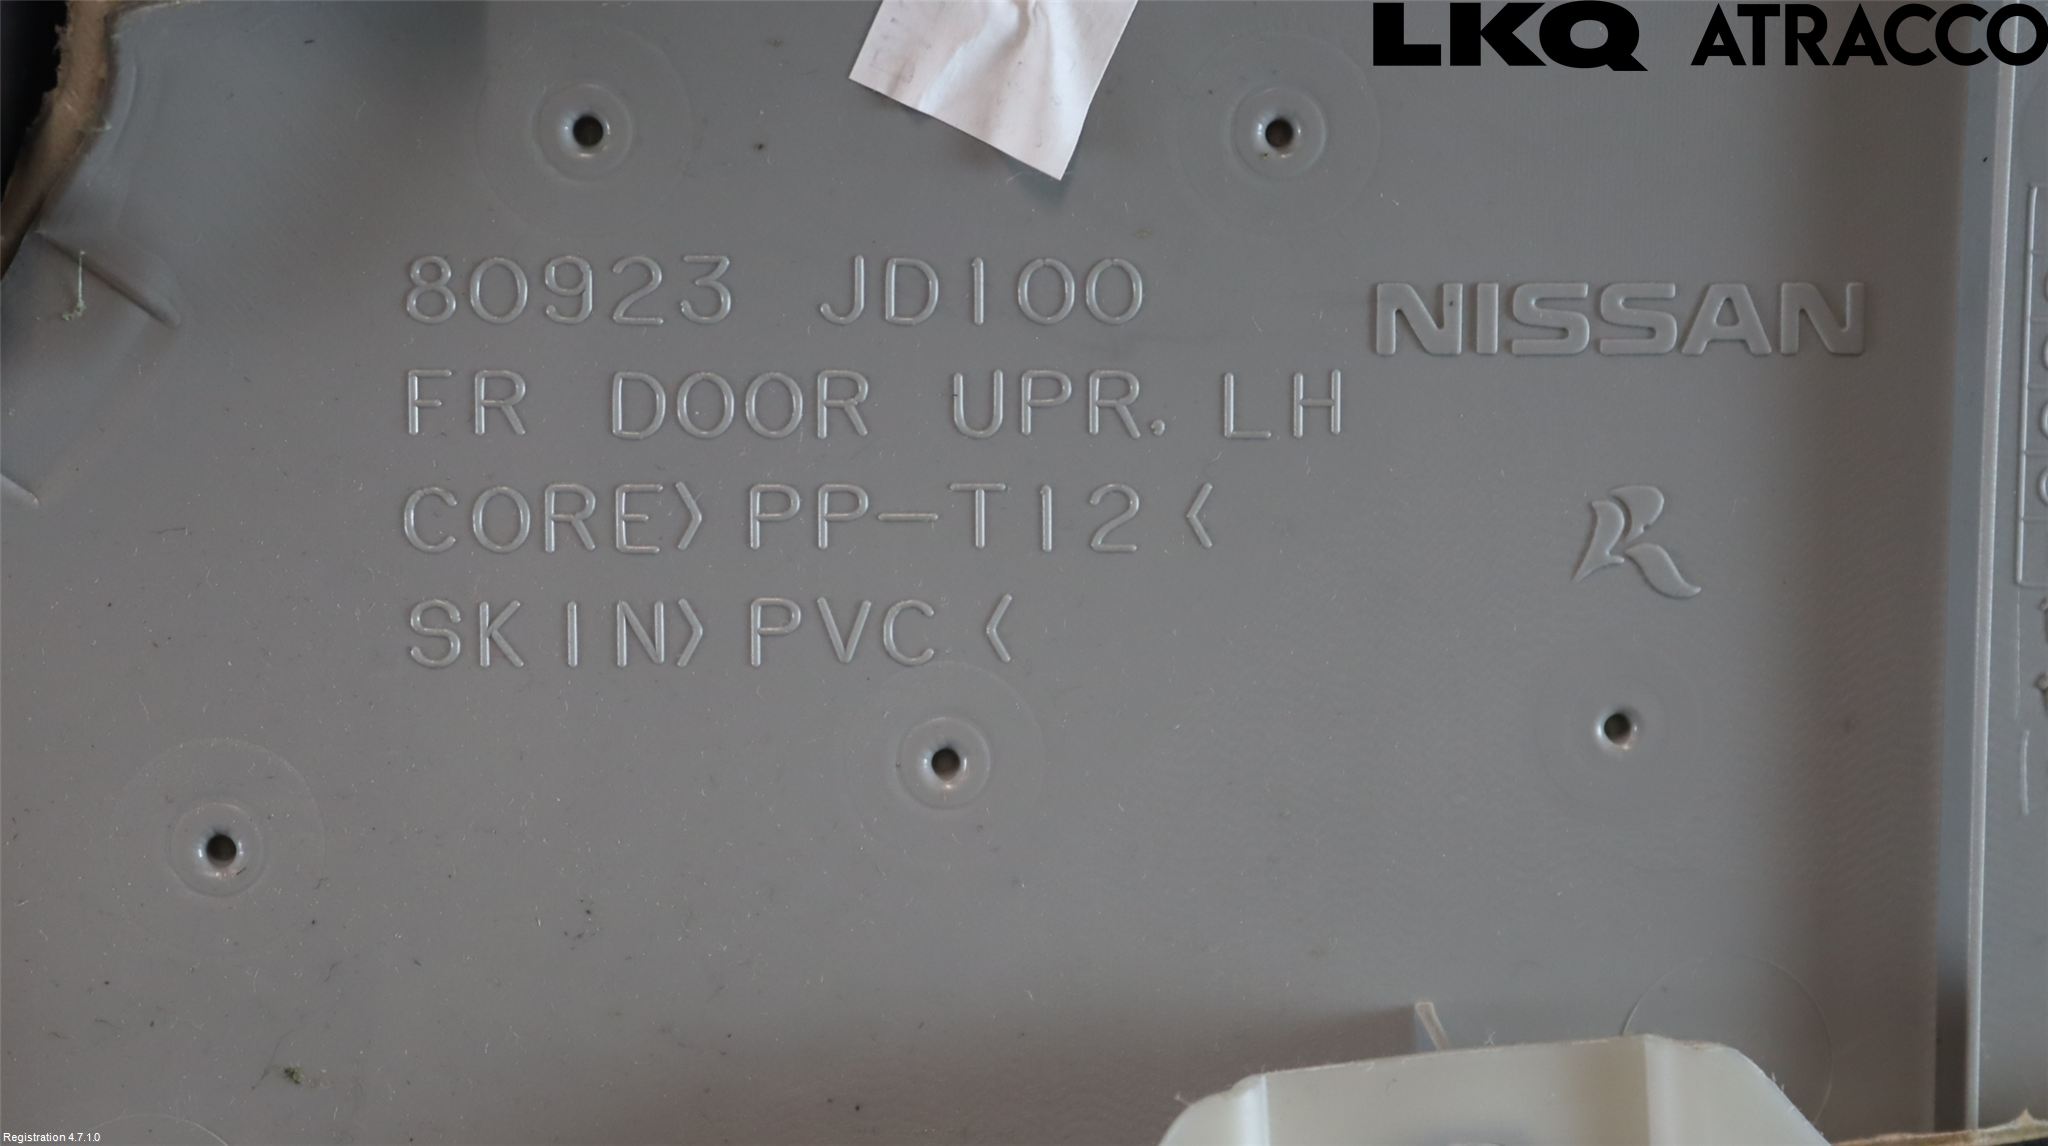 LKQ ATRACCO
80923 JD100
NISSAN
FR DOOR UPR. LH
CORE>PP-T12<
SKIN>PVC<
Registration 4.7.1.0